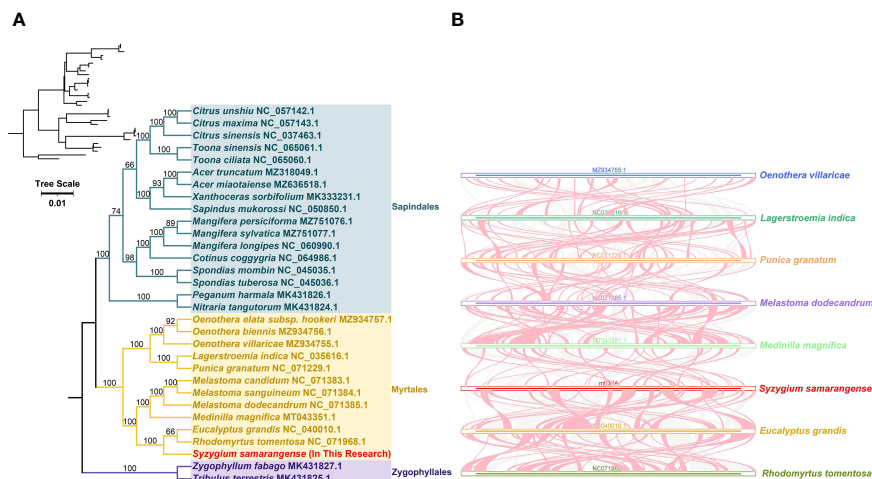 A
B
Tree Scale
0.01
Citrus unshiu NC_057142.1
Citrus maxima NC_057143.1
Citrus sinensis NC_037463.1
Toona sinensis NC_065061.1
Toona ciliata NC_065060.1
Acer truncatum MZ318049.1
Acer miaotaiense MZ636518.1
Xanthoceras sorbifolium MK333231.1
Sapindus mukorossi NC_050850.1
Mangifera persiciforma MZ751076.1
Mangifera sylvatica MZ751077.1
Mangifera longipes NC_060990.1
Cotinus coggygria NC_064986.1
Spondias mombin NC_045035.1
Spondias tuberosa NC_045036.1
Peganum harmala MK431826.1
Nitraria tangutorum MK431824.1
Oenothera elata subsp. hookeri MZ934757.1
Oenothera biennis MZ934756.1
Oenothera villaricae MZ934755.1
Lagerstroemia indica NC_035616.1
Punica granatum NC_071229.1
Melastoma candidum NC_071383.1
Melastoma sanguineum NC_071384.1
Melastoma dodecandrum NC_071385.1
Medinilla magnifica MT043351.1
Eucalyptus grandis NC_040010.1
Rhodomyrtus tomentosa NC_071968.1
Syzygium samarangense (In This Research)
Zygophyllum fabago MK431827.1
Tribulus terrestris MK431825.1
Sapindales
Myrtales
Zygophyllales
100
100
100
100
66
100
93
100
74
89
100
100
98
100
100
100
100
92
100
100
100
100
100
100
100
100
66
100
100
MZ934755.1
Oenothera villaricae
Lagerstroemia indica
Punica granatum
Melastoma dodecandrum
MT043351.1
Medinilla magnifica
Syzygium samarangense
NC040010.1
Eucalyptus grandis
Rhodomyrtus tomentosa